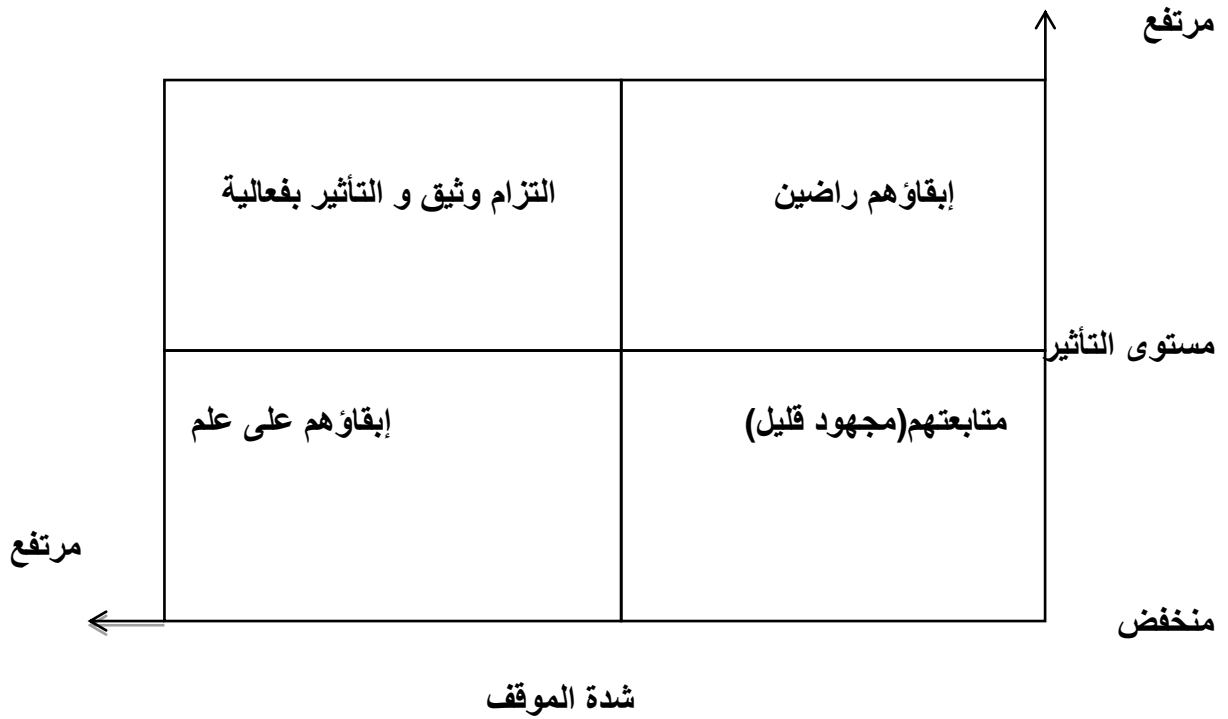 مرتفع
إبقاؤهم راضين
التزام وثيق و التأثير بفعالية
مستوى التأثير
متابعتهم(مجهود قليل)
إبقاؤهم على علم
مرتفع
منخفض
شدة الموقف